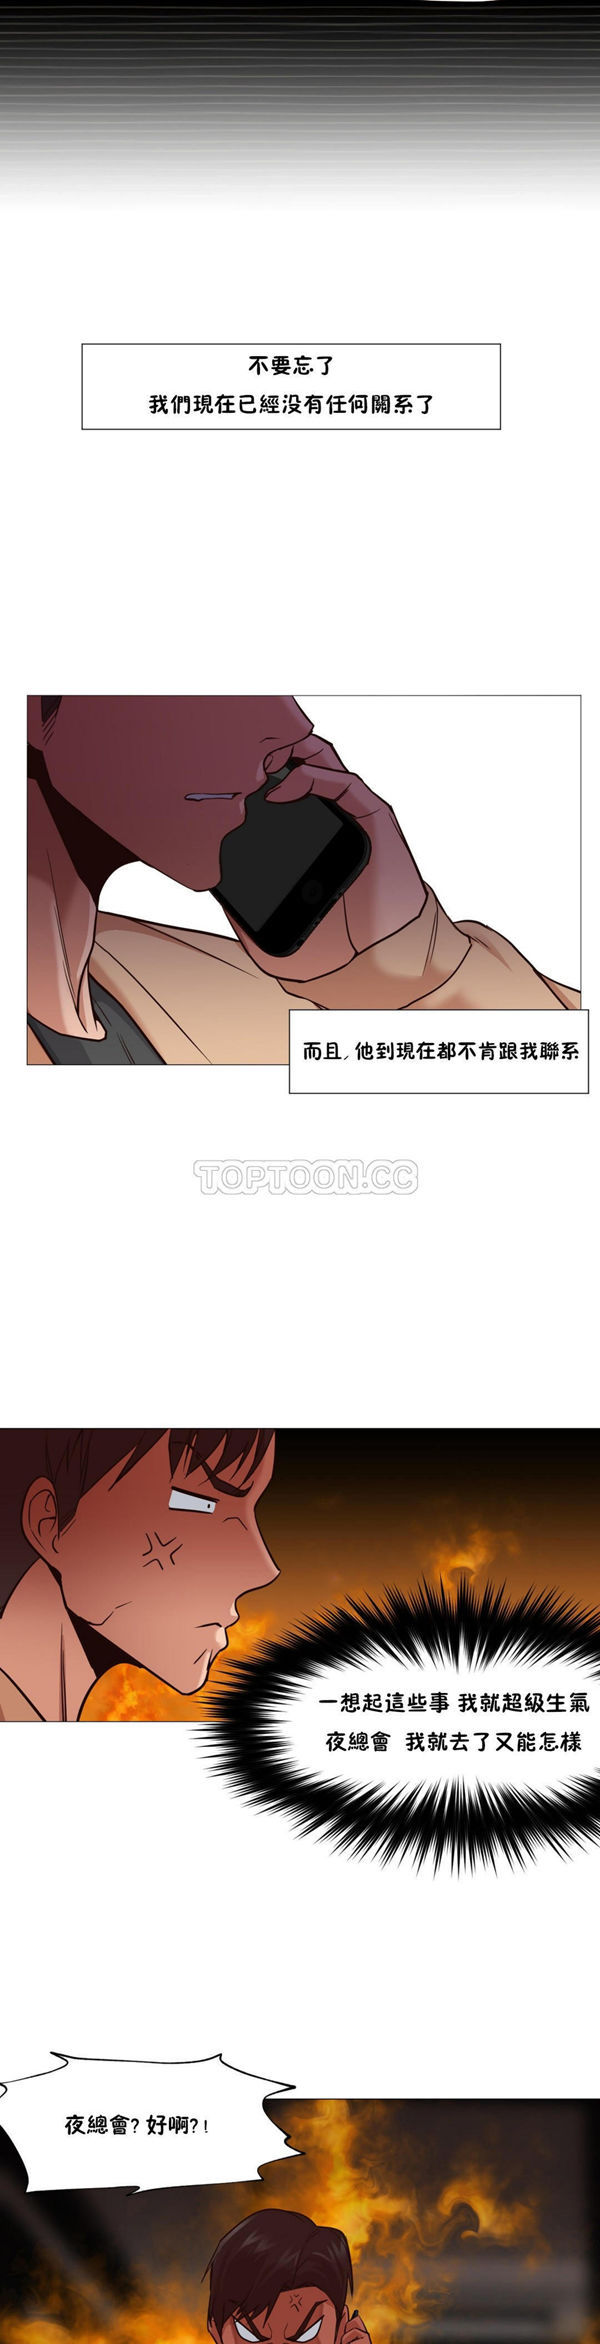 不要忘了
我們現在已經没有任何關系了
而且,他到現在都不肯跟我聯系
TOPTOON.CC
一想起這些事 我就超級生氣
夜總會 我就去了又能怎樣
夜總會?好啊?!